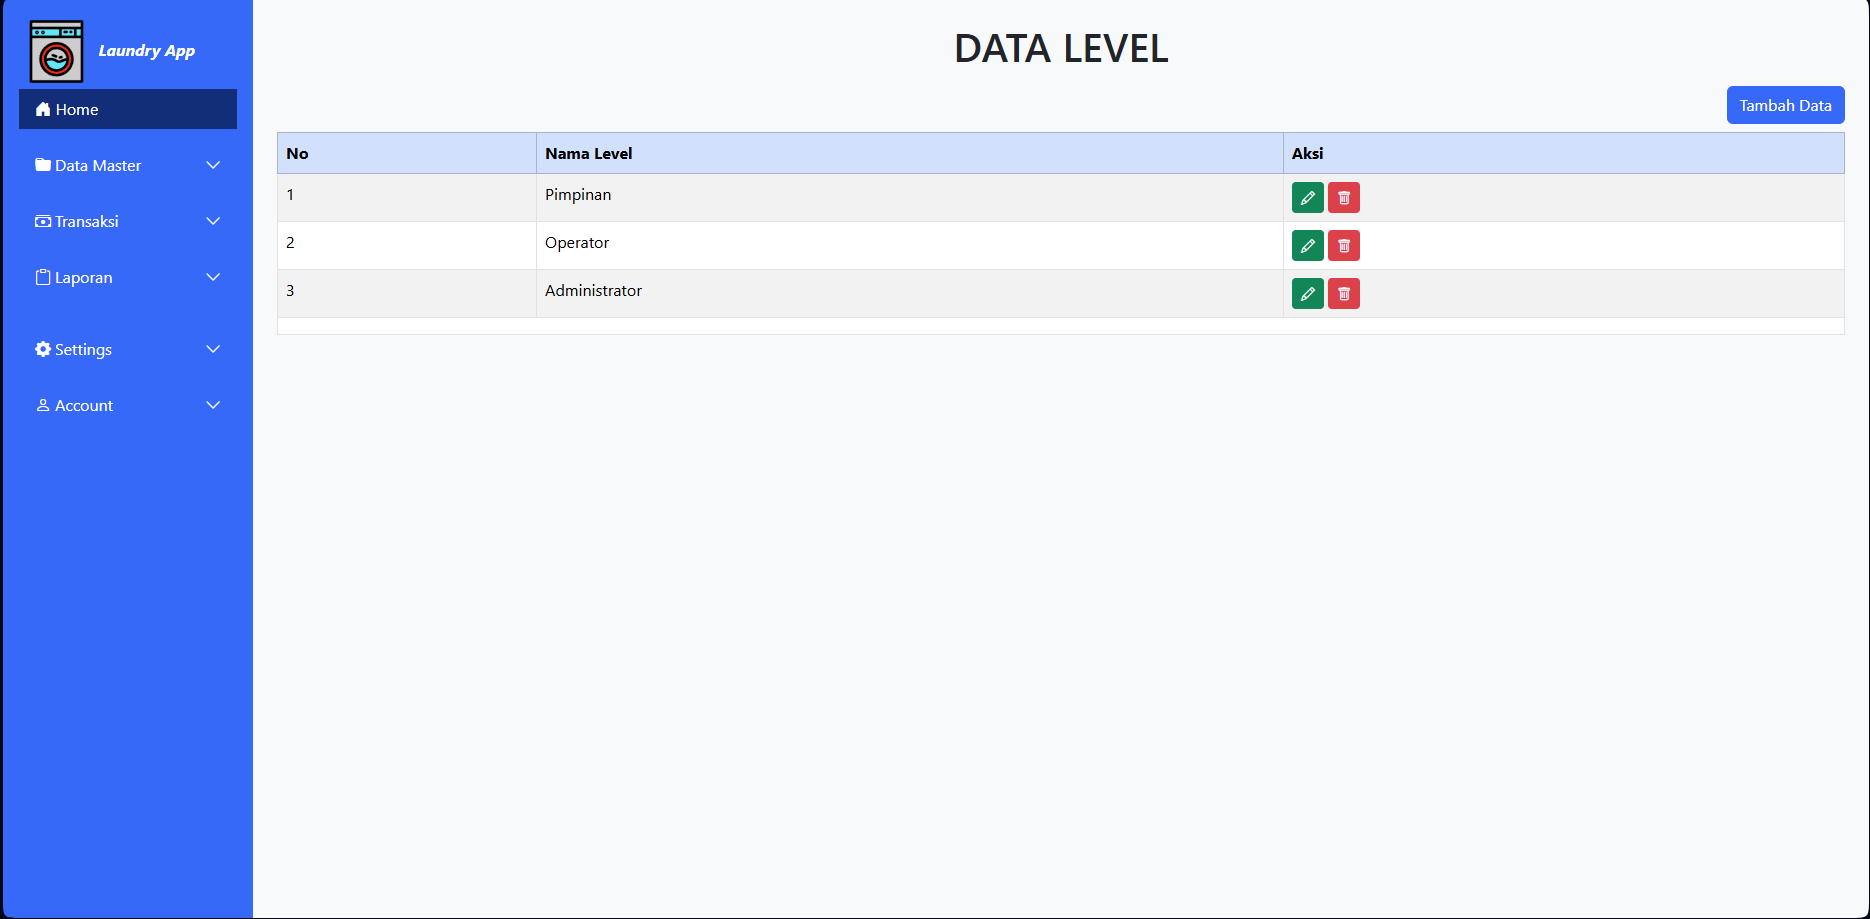 Laundry App
Home
Data Master
Transaksi
Laporan
Settings
Account
DATA LEVEL
Tambah Data
No Nama Level Aksi
1 Pimpinan
2 Operator
3 Administrator